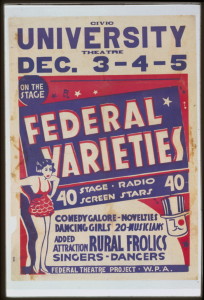 CIVIC
UNIVERSITY
THEATRE
DEC. 3-4-5
ON THE
STAGE
FEDERAL
VARIETIES
40 STAGE · RADIO 40
SCREEN STARS
COMEDY GALORE-NOVELTIES
DANCING GIRLS 20-MUSICIANS
ADDED
ATTRACTION RURAL FROLICS
SINGERS - DANCERS
FEDERAL THEATRE PROJECT - W.P.A.